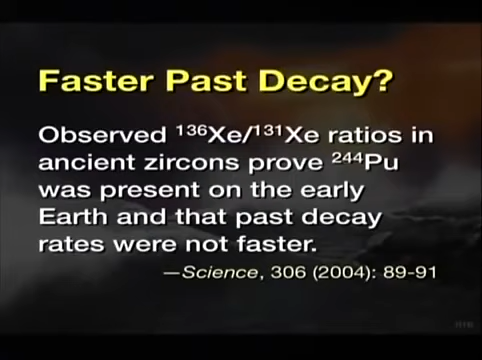 Faster Past Decay?
Observed ¹³⁶Xe/¹³¹Xe ratios in
ancient zircons prove ²⁴⁴Pu
was present on the early
Earth and that past decay
rates were not faster.
—Science, 306 (2004): 89-91